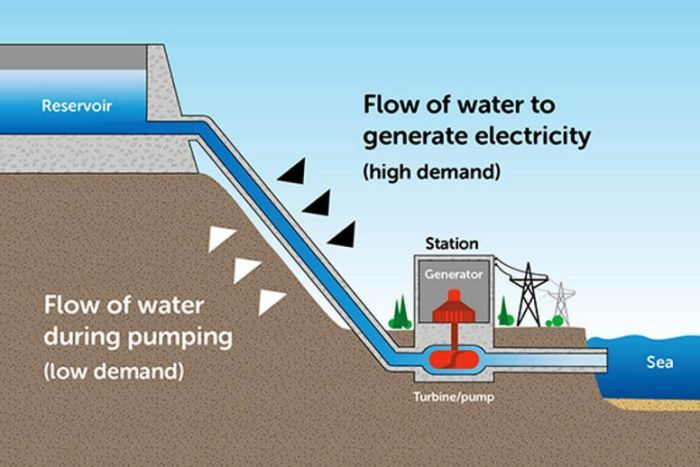 Reservoir
Flow of water to
generate electricity
(high demand)
Station
Generator
Flow of water
during pumping
(low demand)
Sea
Turbine/pump